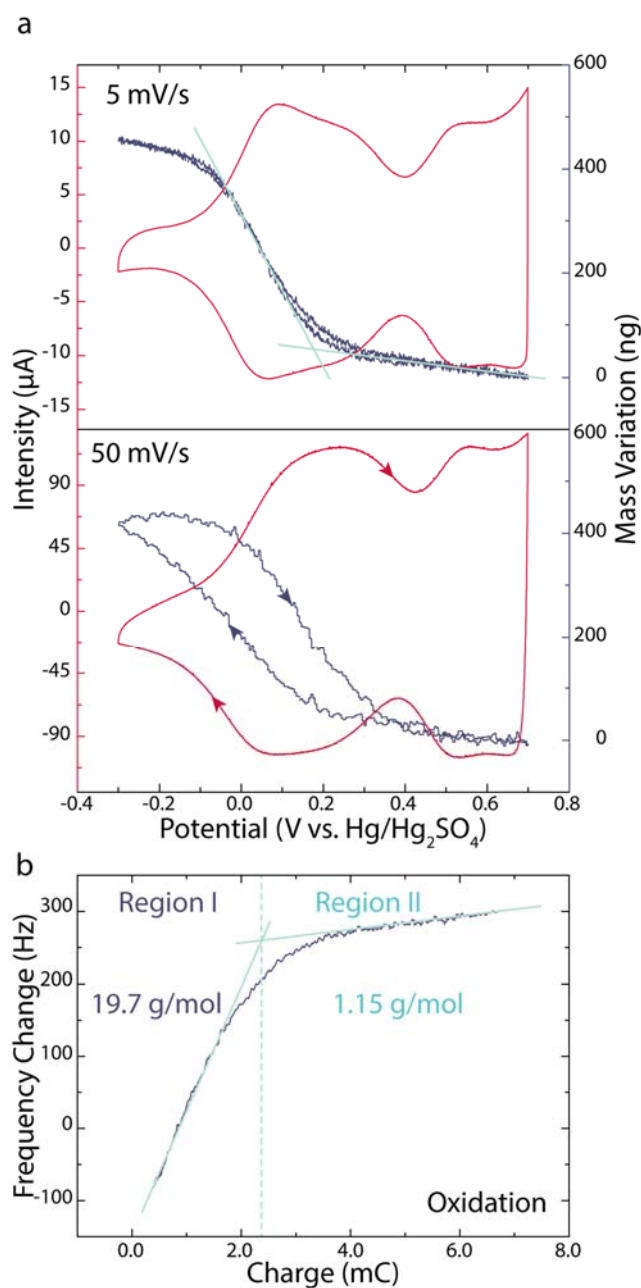 a
5 mV/s
15
10
5
0
-5
-10
-15
600
400
200
0
Intensity (µA)
Mass Variation (ng)
50 mV/s
90
45
0
-45
-90
600
400
200
0
-0.4 -0.2 0.0 0.2 0.4 0.6 0.8
Potential (V vs. Hg/Hg2SO4)
b
Region I Region II
19.7 g/mol 1.15 g/mol
300
200
100
0
-100
Frequency Change (Hz)
Oxidation
0.0 2.0 4.0 6.0 8.0
Charge (mC)